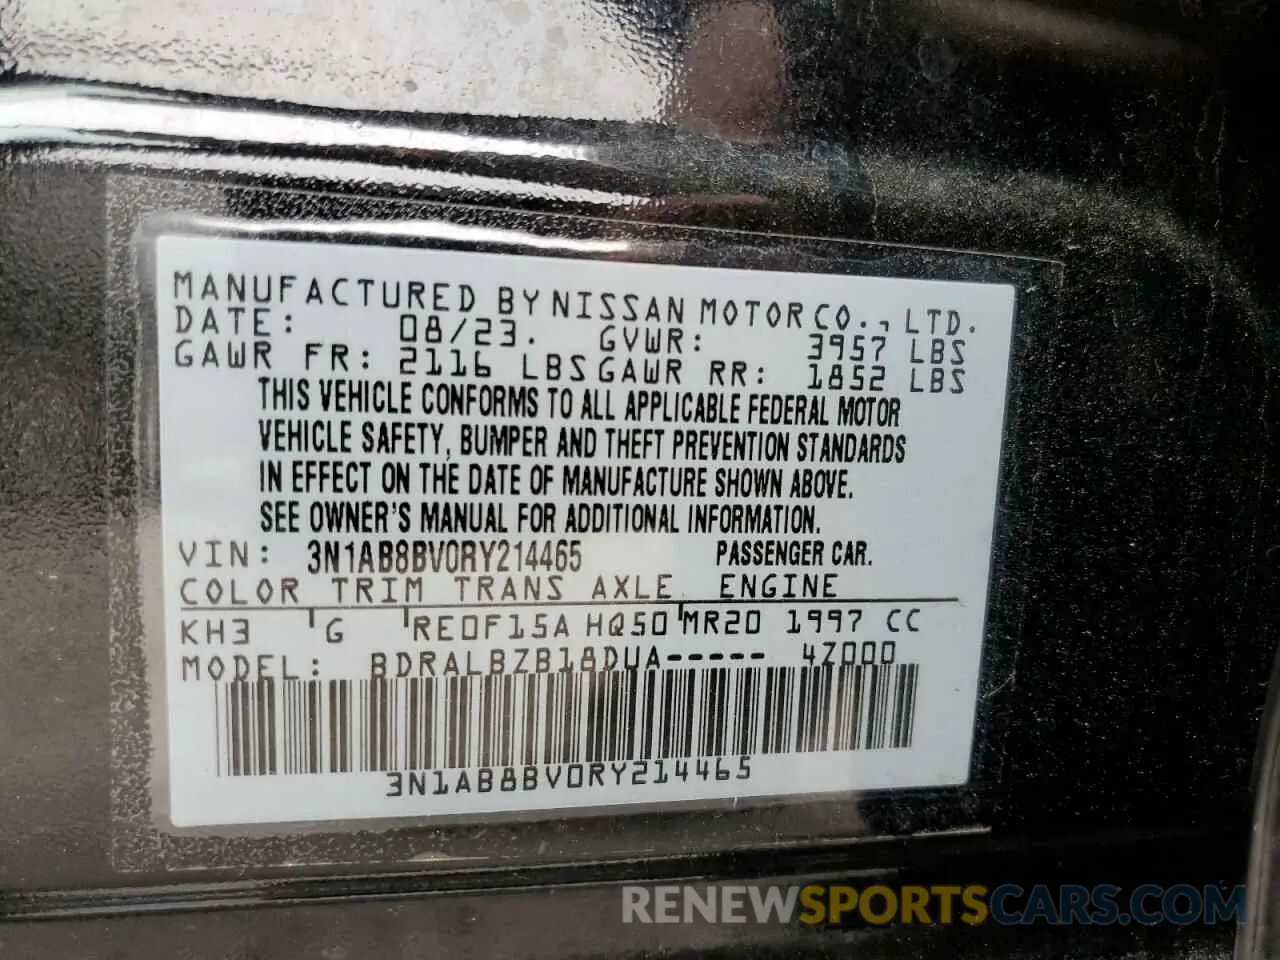 MANUFACTURED BY NISSAN MOTOR CO., LTD.
DATE: 08/23. GVWR: 3957 LBS
GAWR FR: 2116 LBS GAWR RR: 1852 LBS
THIS VEHICLE CONFORMS TO ALL APPLICABLE FEDERAL MOTOR
VEHICLE SAFETY, BUMPER AND THEFT PREVENTION STANDARDS
IN EFFECT ON THE DATE OF MANUFACTURE SHOWN ABOVE.
SEE OWNER'S MANUAL FOR ADDITIONAL INFORMATION.
VIN: 3N1AB8BV0RY214465 PASSENGER CAR.
COLOR TRIM TRANS AXLE ENGINE
KH3 G RE0F15A HQ50 MR20 1997 CC
MODEL: BDRALBZB18DUA----- 4Z000
3N1AB8BV0RY214465
RENEWSPORTSCARS.COM